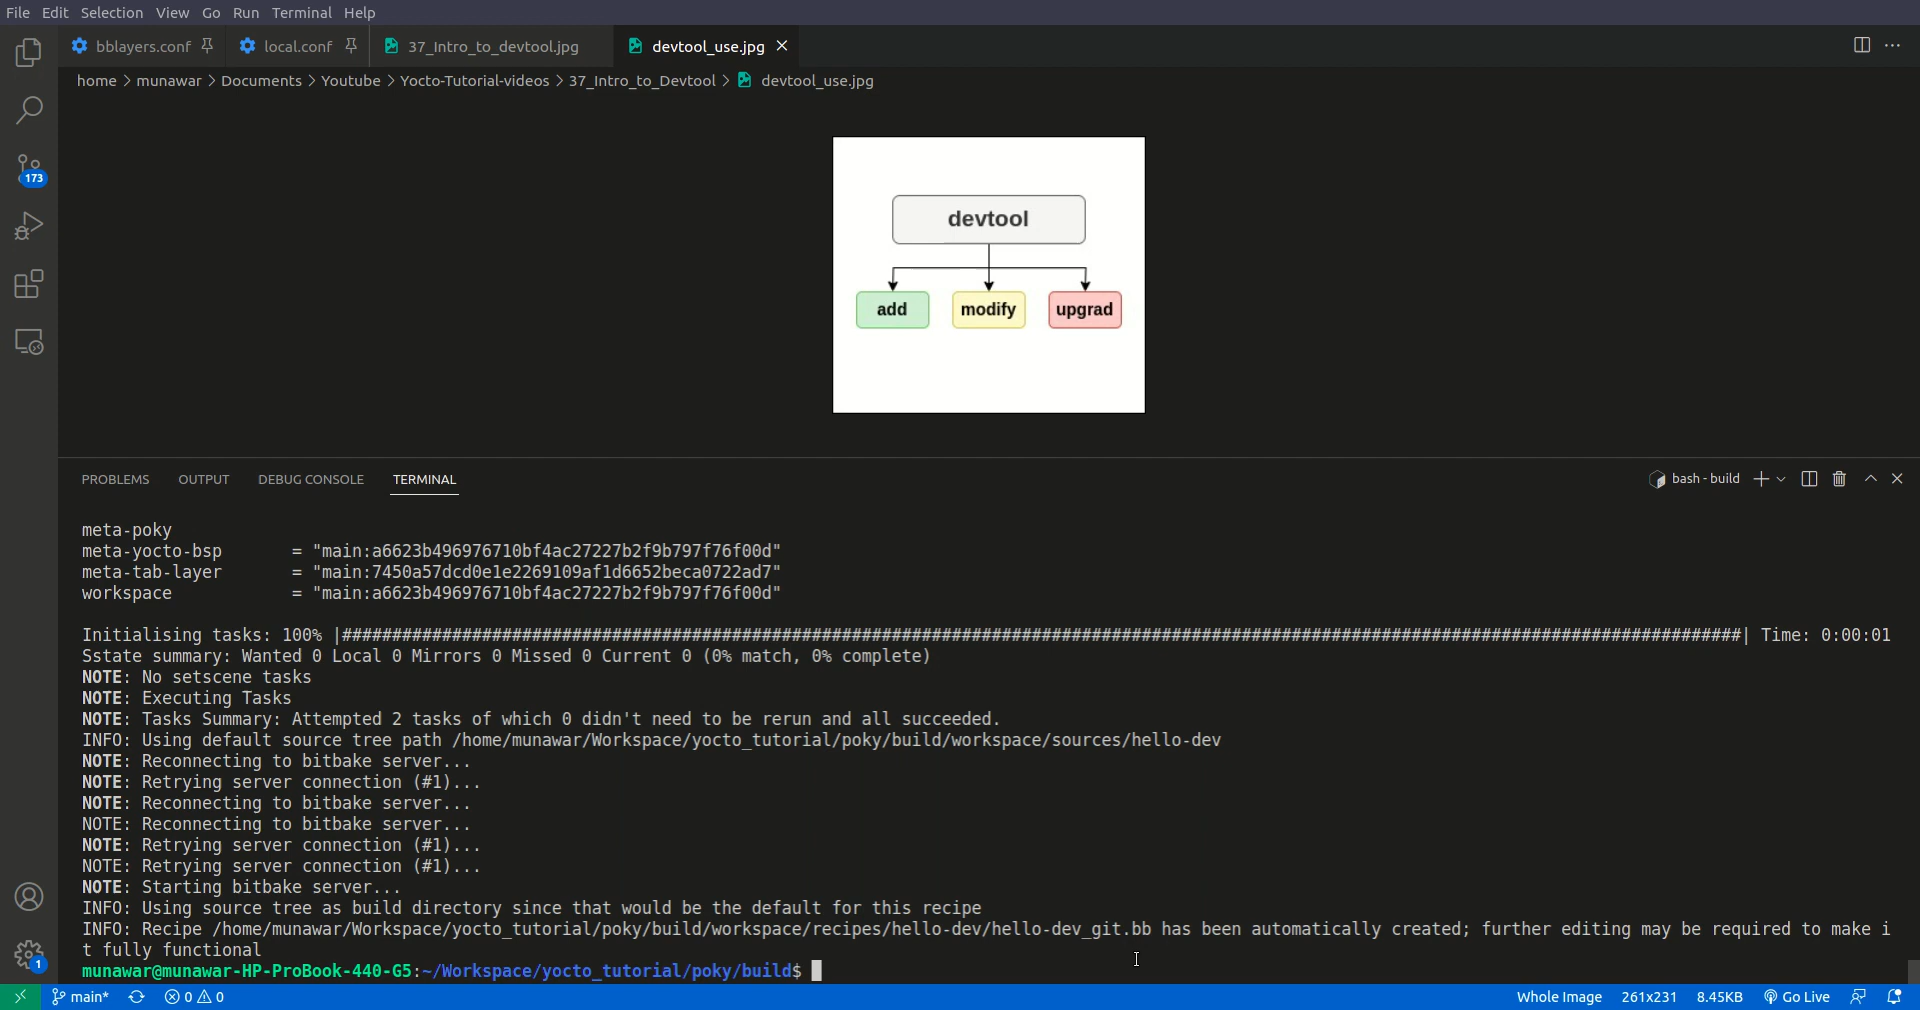 File Edit Selection View Go Run Terminal Help
bblayers.conf local.conf 37_Intro_to_devtool.jpg devtool_use.jpg
home > munawar > Documents > Youtube > Yocto-Tutorial-videos > 37_Intro_to_Devtool > devtool_use.jpg
173
devtool
add modify upgrad
PROBLEMS OUTPUT DEBUG CONSOLE TERMINAL bash - build
meta-poky
meta-yocto-bsp = "main:a6623b496976710bf4ac27227b2f9b797f76f00d"
meta-tab-layer = "main:7450a57dcd0e1e2269109af1d6652beca0722ad7"
workspace = "main:a6623b496976710bf4ac27227b2f9b797f76f00d"
Initialising tasks: 100% |############################################################################################################################################| Time: 0:00:01
Sstate summary: Wanted 0 Local 0 Mirrors 0 Missed 0 Current 0 (0% match, 0% complete)
NOTE: No setscene tasks
NOTE: Executing Tasks
NOTE: Tasks Summary: Attempted 2 tasks of which 0 didn't need to be rerun and all succeeded.
INFO: Using default source tree path /home/munawar/Workspace/yocto_tutorial/poky/build/workspace/sources/hello-dev
NOTE: Reconnecting to bitbake server...
NOTE: Retrying server connection (#1)...
NOTE: Reconnecting to bitbake server...
NOTE: Reconnecting to bitbake server...
NOTE: Retrying server connection (#1)...
NOTE: Retrying server connection (#1)...
NOTE: Starting bitbake server...
INFO: Using source tree as build directory since that would be the default for this recipe
INFO: Recipe /home/munawar/Workspace/yocto_tutorial/poky/build/workspace/recipes/hello-dev/hello-dev_git.bb has been automatically created; further editing may be required to make i
t fully functional
munawar@munawar-HP-ProBook-440-G5:~/Workspace/yocto_tutorial/poky/build$
1
main* 0 0 Whole Image 261x231 8.45KB Go Live